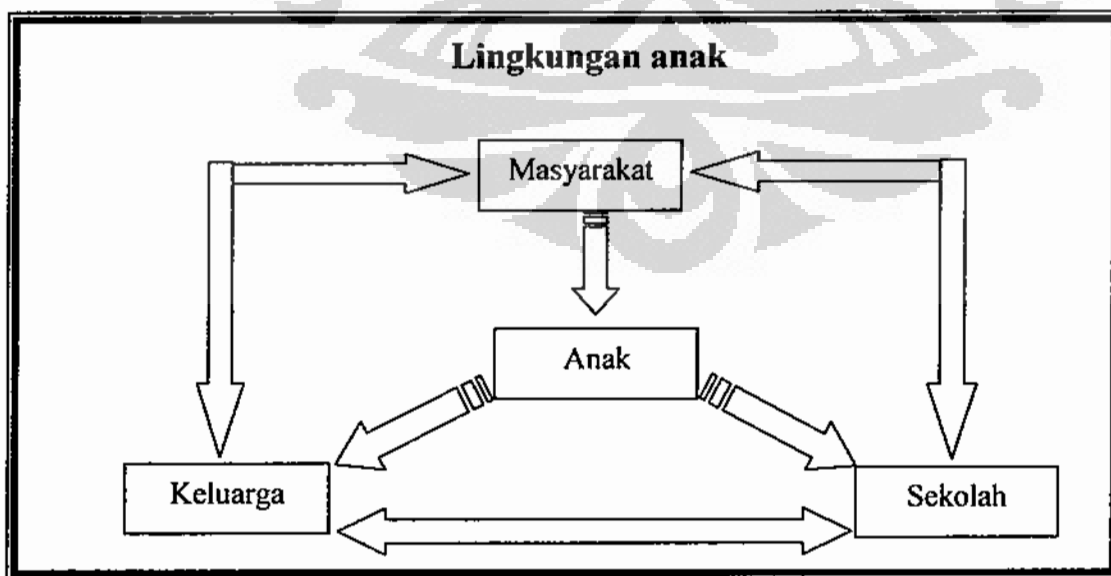 Lingkungan anak
Masyarakat
Anak
Keluarga
Sekolah